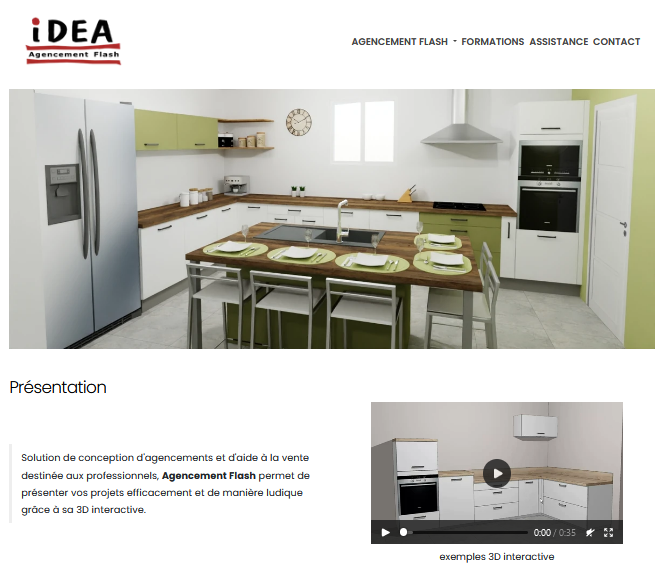 iDEA
Agencement Flash
AGENCEMENT FLASH - FORMATIONS ASSISTANCE CONTACT
Présentation
Solution de conception d'agencements et d'aide à la vente
destinée aux professionnels, Agencement Flash permet de
présenter vos projets efficacement et de manière ludique
grâce à sa 3D interactive.
0:00 / 0:35
exemples 3D interactive